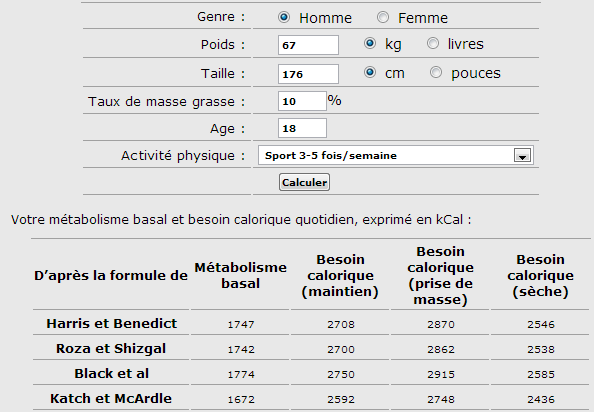 Genre : Homme Femme
Poids : 67 kg livres
Taille : 176 cm pouces
Taux de masse grasse : 10 %
Age : 18
Activité physique : Sport 3-5 fois/semaine
Calculer
Votre métabolisme basal et besoin calorique quotidien, exprimé en kCal :
D'après la formule de Métabolisme basal Besoin calorique (maintien) Besoin calorique (prise de masse) Besoin calorique (sèche)
Harris et Benedict 1747 2708 2870 2546
Roza et Shizgal 1742 2700 2862 2538
Black et al 1774 2750 2915 2585
Katch et McArdle 1672 2592 2748 2436